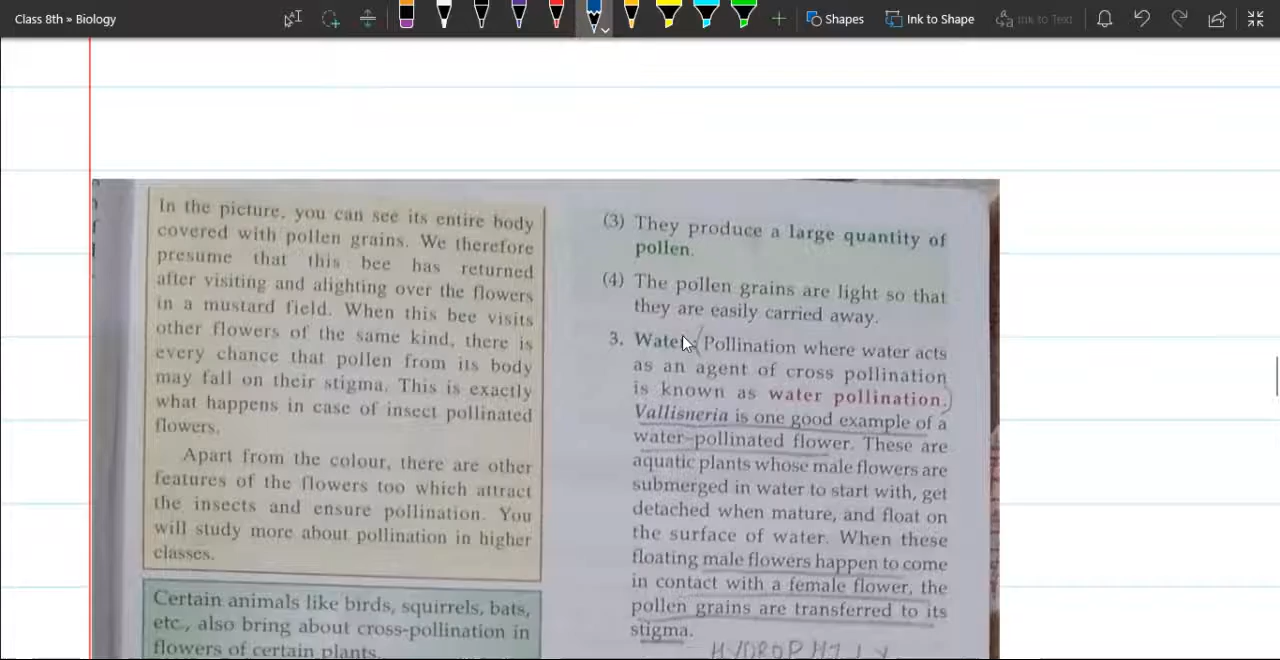 Class 8th » Biology
Shapes
Ink to Shape
Ink to Text
In the picture, you can see its entire body
covered with pollen grains. We therefore
presume that this bee has returned
after visiting and alighting over the flowers
in a mustard field. When this bee visits
other flowers of the same kind, there is
every chance that pollen from its body
may fall on their stigma. This is exactly
what happens in case of insect pollinated
flowers.
Apart from the colour, there are other
features of the flowers too which attract
the insects and ensure pollination. You
will study more about pollination in higher
classes.
Certain animals like birds, squirrels, bats,
etc., also bring about cross-pollination in
flowers of certain plants.
(3) They produce a large quantity of
pollen.
(4) The pollen grains are light so that
they are easily carried away.
3. Water: Pollination where water acts
as an agent of cross pollination
is known as water pollination.
Vallisneria is one good example of a
water-pollinated flower. These are
aquatic plants whose male flowers are
submerged in water to start with, get
detached when mature, and float on
the surface of water. When these
floating male flowers happen to come
in contact with a female flower, the
pollen grains are transferred to its
stigma.